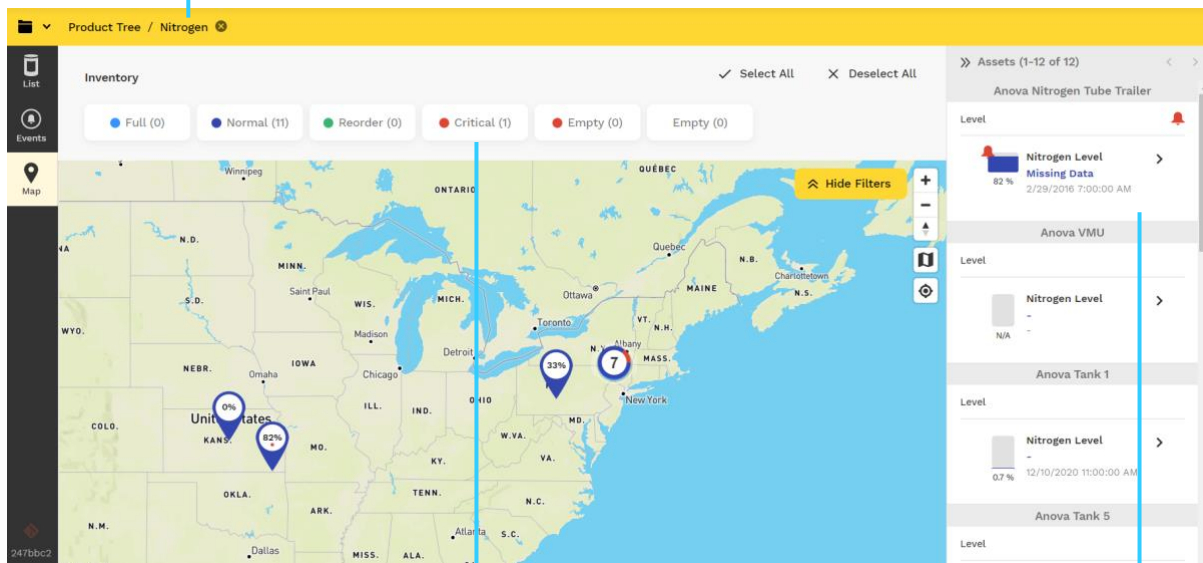 Product Tree / Nitrogen
List
Events
Map
247bbc2
Inventory
Select All
Deselect All
Full (0)
Normal (11)
Reorder (0)
Critical (1)
Empty (0)
Empty (0)
Hide Filters
Winnipeg
ONTARIO
QUÉBEC
N.D.
MINN.
Quebec
N.B.
Charlottetown
S.D.
Saint Paul
WIS.
MICH.
Ottawa
MAINE
N.S.
WYO.
Madison
Toronto
VT.
N.H.
Albany
MASS.
Detroit
IOWA
NEBR.
Omaha
Chicago
33%
7
New York
ILL.
IND.
OHIO
MD.
0%
82%
COLO.
United States
KANS.
MO.
W.VA.
KY.
VA.
OKLA.
TENN.
N.C.
ARK.
N.M.
Atlanta
S.C.
Dallas
MISS.
ALA.
Assets (1-12 of 12)
Anova Nitrogen Tube Trailer
Level
Nitrogen Level
Missing Data
82 %
2/29/2016 7:00:00 AM
Anova VMU
Level
Nitrogen Level
-
-
N/A
Anova Tank 1
Level
Nitrogen Level
-
0.7 %
12/10/2020 11:00:00 AM
Anova Tank 5
Level